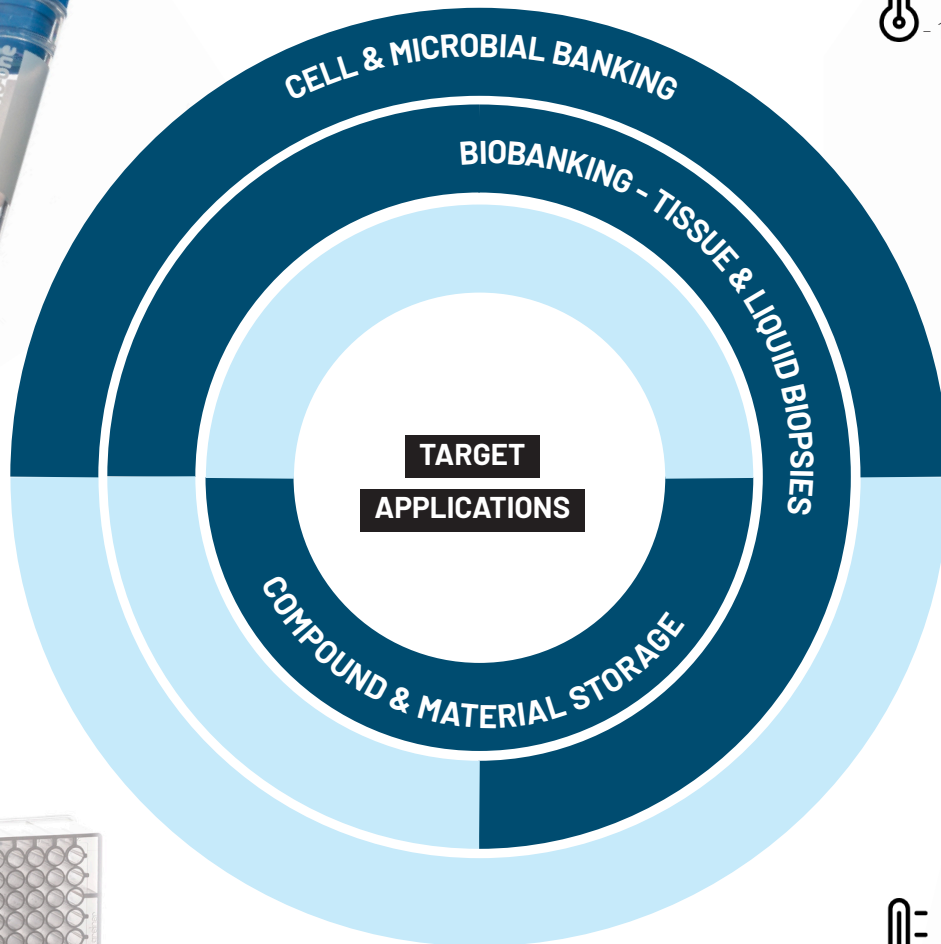 CELL & MICROBIAL BANKING
BIOBANKING - TISSUE & LIQUID BIOPSIES
TARGET
APPLICATIONS
COMPOUND & MATERIAL STORAGE